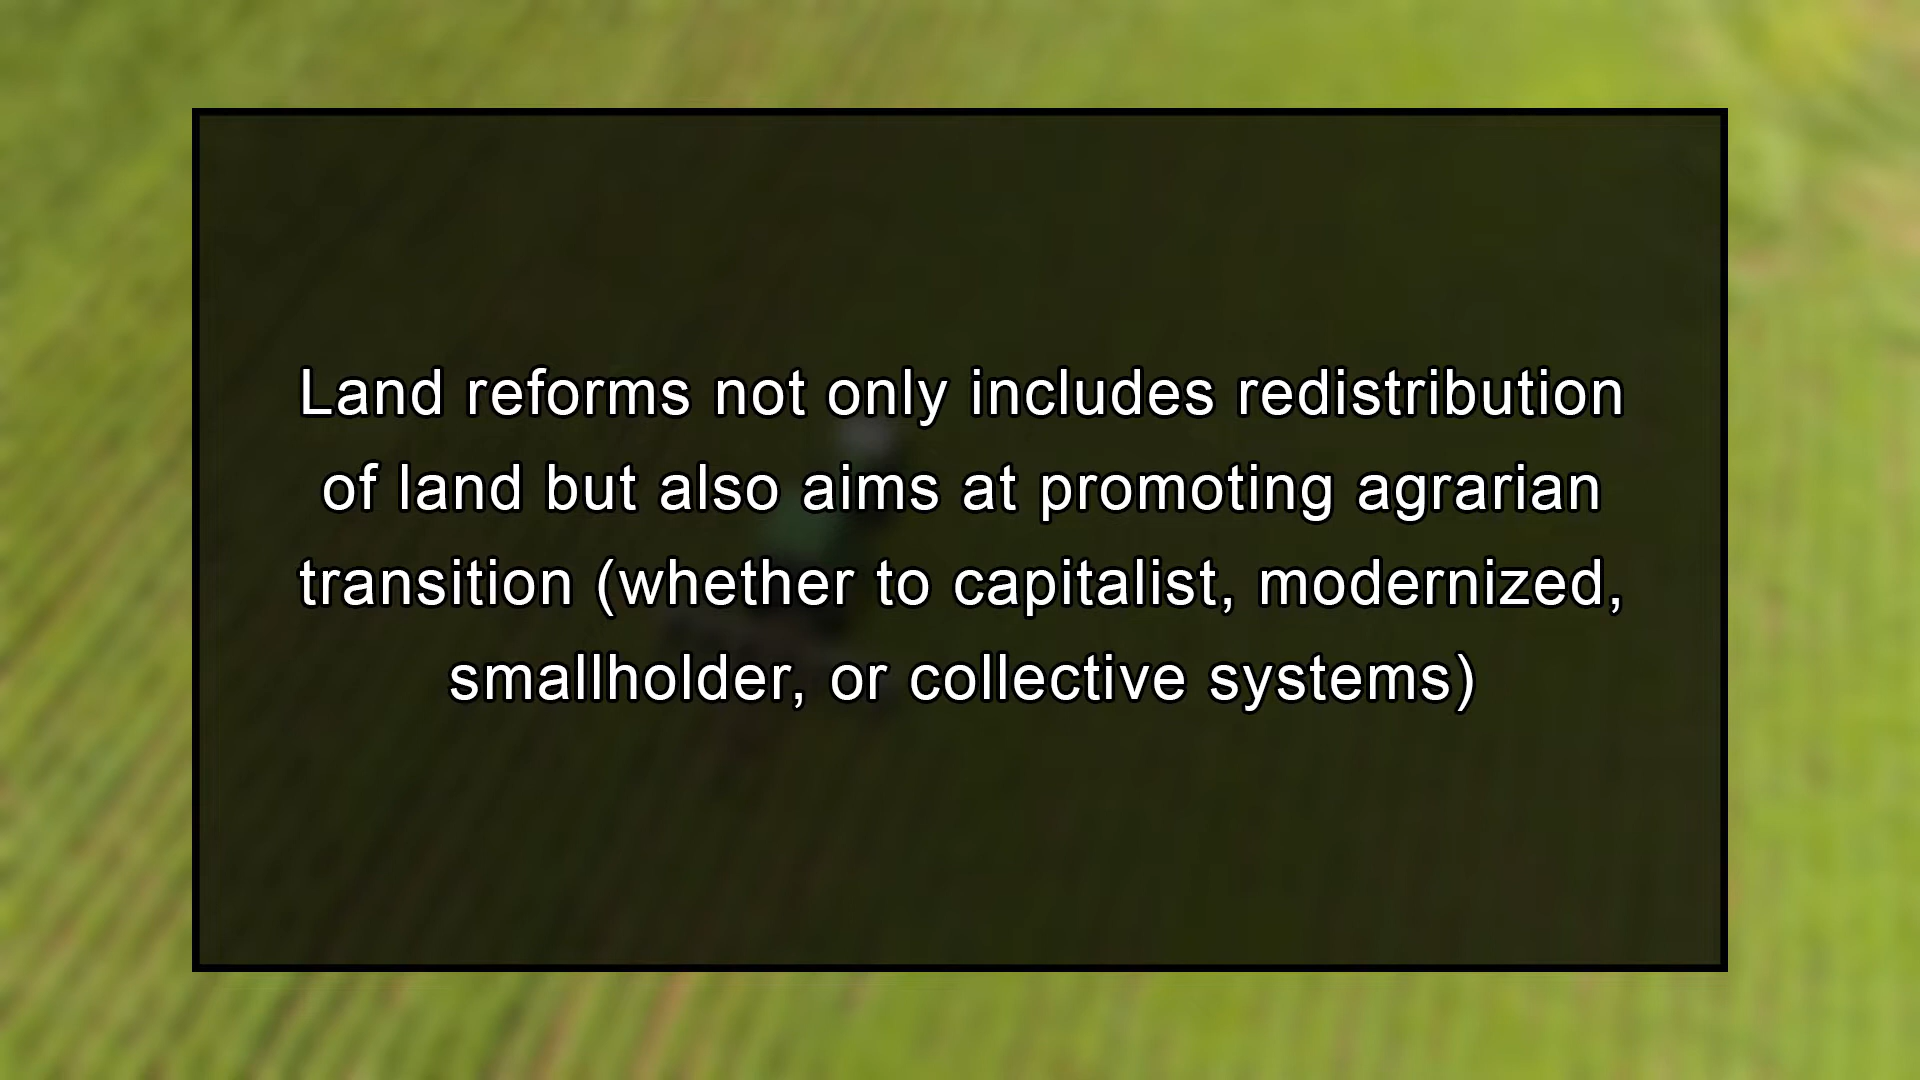 Land reforms not only includes redistribution
of land but also aims at promoting agrarian
transition (whether to capitalist, modernized,
smallholder, or collective systems)